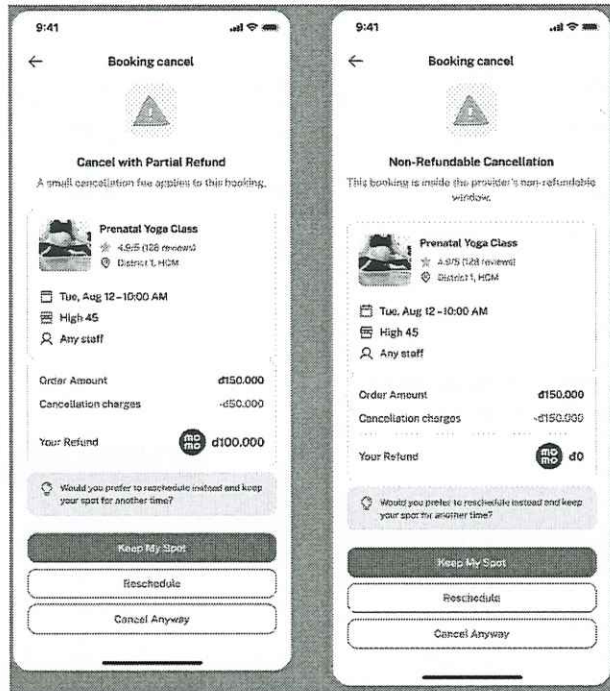 9:41
Booking cancel
Cancel with Partial Refund
A small cancellation fee applies to this booking.
Prenatal Yoga Class
4.9/5 (128 reviews)
District 1, HCM
Tue, Aug 12 - 10:00 AM
High 45
Any staff
Order Amount đ150.000
Cancellation charges -đ50.000
Your Refund mo mo đ100,000
Would you prefer to reschedule instead and keep
your spot for another time?
Keep My Spot
Reschedule
Cancel Anyway
9:41
Booking cancel
Non-Refundable Cancellation
This booking is inside the provider's non-refundable
window.
Prenatal Yoga Class
4.9/5 (128 reviews)
District 1, HCM
Tue, Aug 12 - 10:00 AM
High 45
Any staff
Order Amount đ150.000
Cancellation charges -đ150.000
Your Refund mo mo đ0
Would you prefer to reschedule instead and keep
your spot for another time?
Keep My Spot
Reschedule
Cancel Anyway